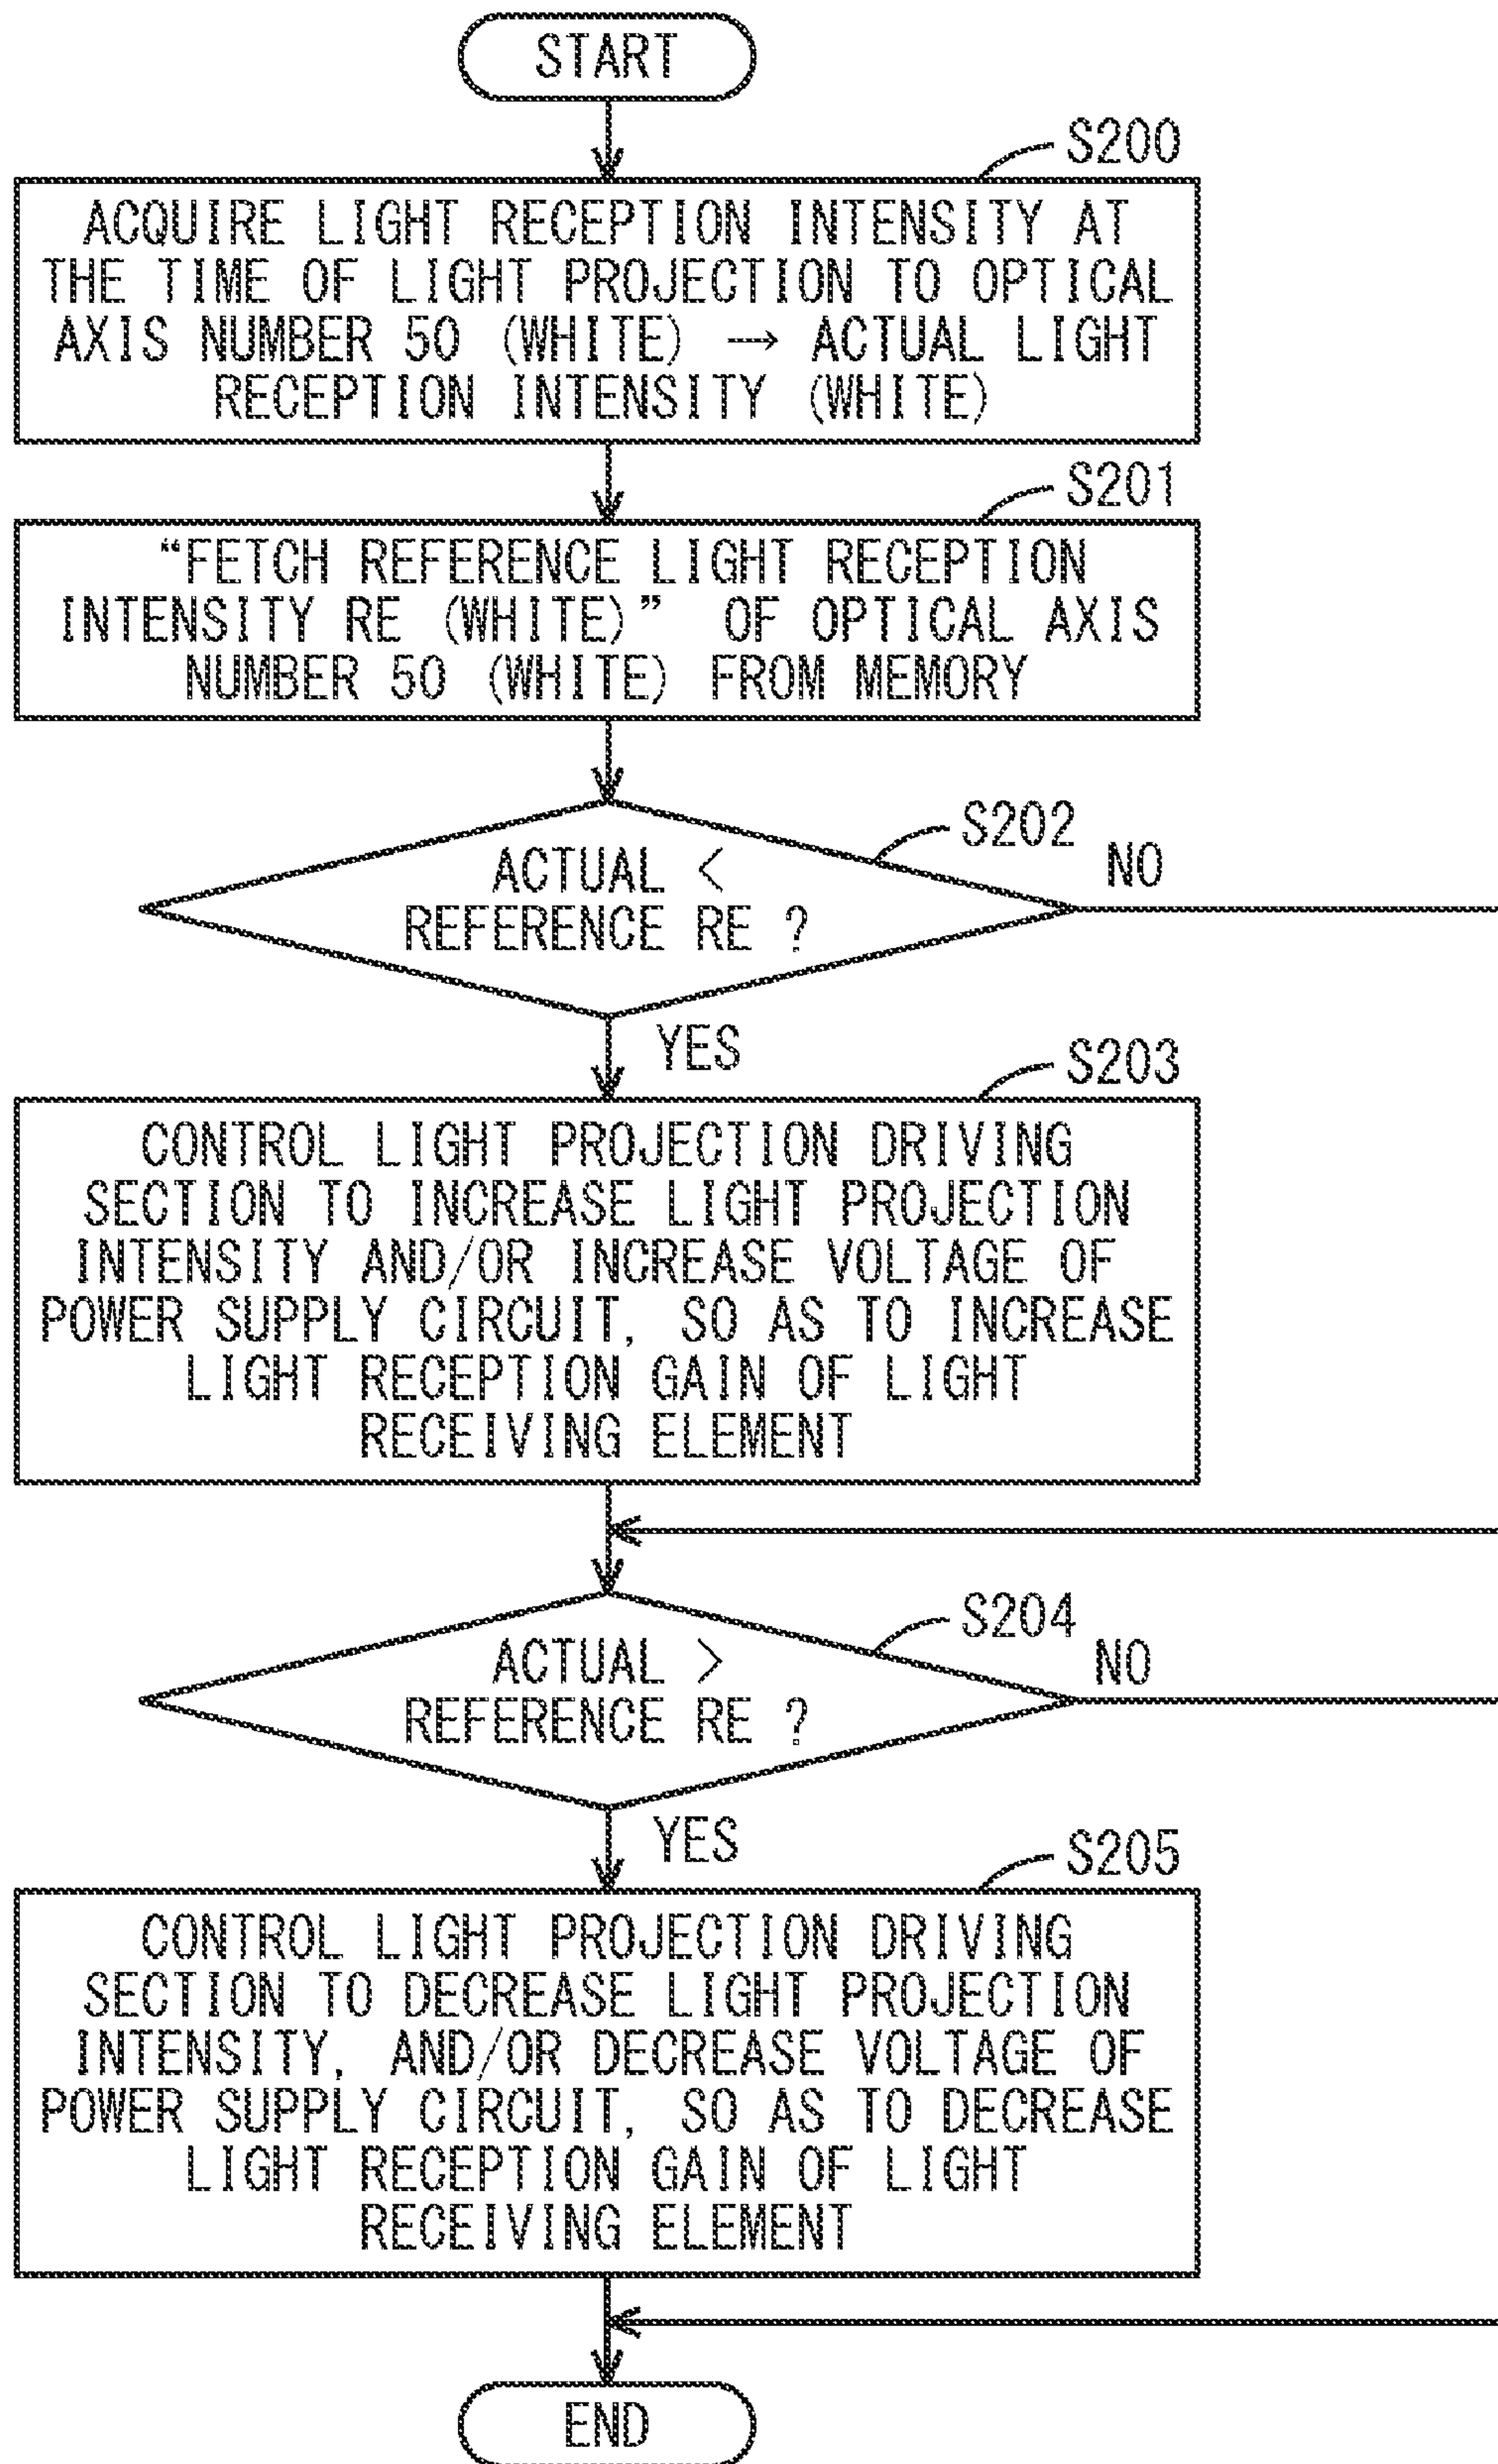 START
S200
ACQUIRE LIGHT RECEPTION INTENSITY AT
THE TIME OF LIGHT PROJECTION TO OPTICAL
AXIS NUMBER 50 (WHITE) → ACTUAL LIGHT
RECEPTION INTENSITY (WHITE)
S201
“FETCH REFERENCE LIGHT RECEPTION
INTENSITY RE (WHITE)” OF OPTICAL AXIS
NUMBER 50 (WHITE) FROM MEMORY
S202
NO
ACTUAL <
REFERENCE RE ?
YES
S203
CONTROL LIGHT PROJECTION DRIVING
SECTION TO INCREASE LIGHT PROJECTION
INTENSITY AND/OR INCREASE VOLTAGE OF
POWER SUPPLY CIRCUIT, SO AS TO INCREASE
LIGHT RECEPTION GAIN OF LIGHT
RECEIVING ELEMENT
S204
NO
ACTUAL >
REFERENCE RE ?
YES
S205
CONTROL LIGHT PROJECTION DRIVING
SECTION TO DECREASE LIGHT PROJECTION
INTENSITY, AND/OR DECREASE VOLTAGE OF
POWER SUPPLY CIRCUIT, SO AS TO DECREASE
LIGHT RECEPTION GAIN OF LIGHT
RECEIVING ELEMENT
END